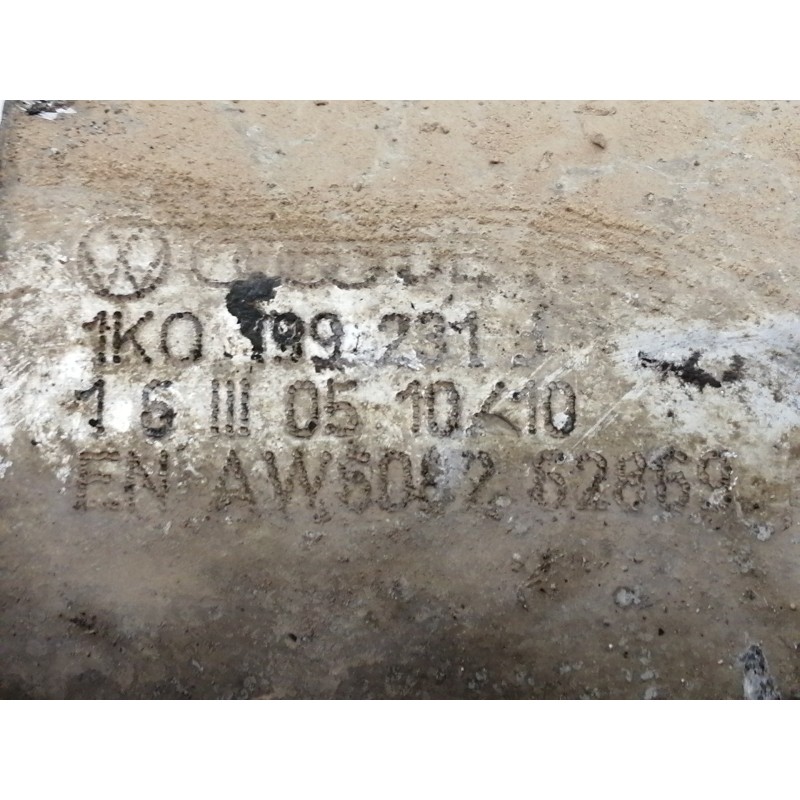 1K0 199 231 J
1 6 III 05 10<10
EN AW6082 62869